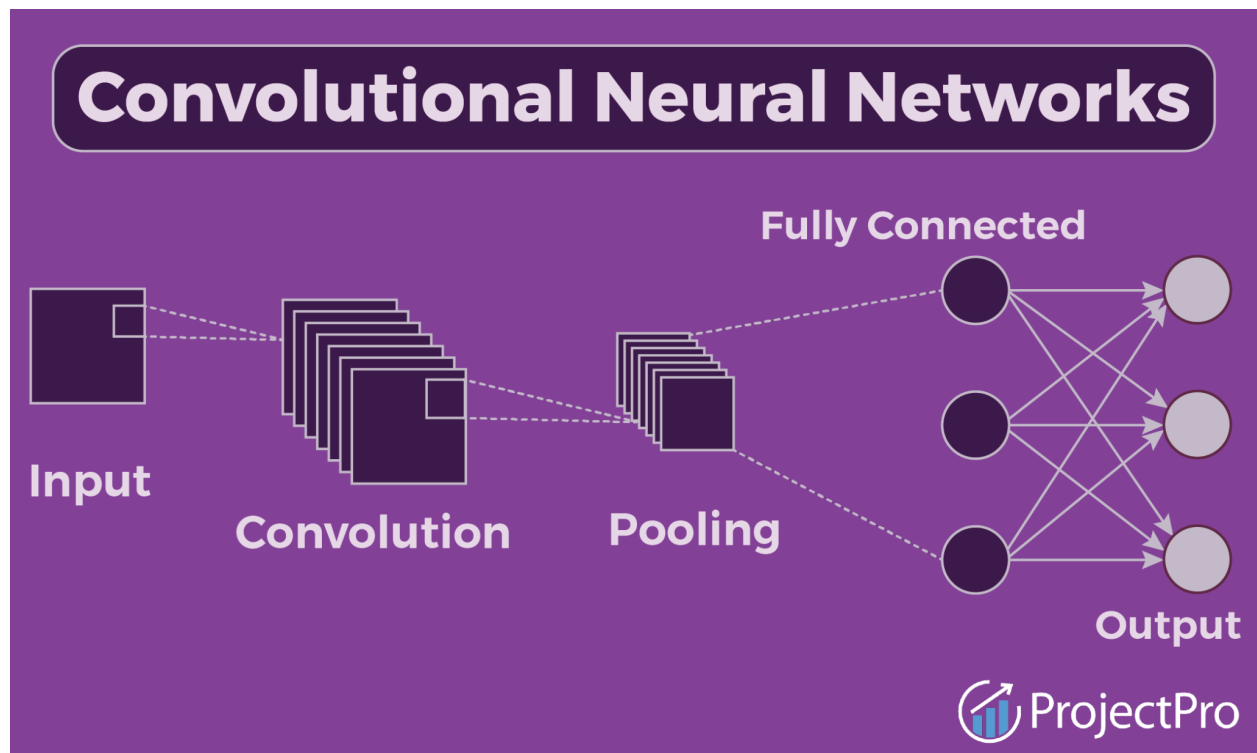 Convolutional Neural Networks
Fully Connected
Input
Convolution
Pooling
Output
ProjectPro